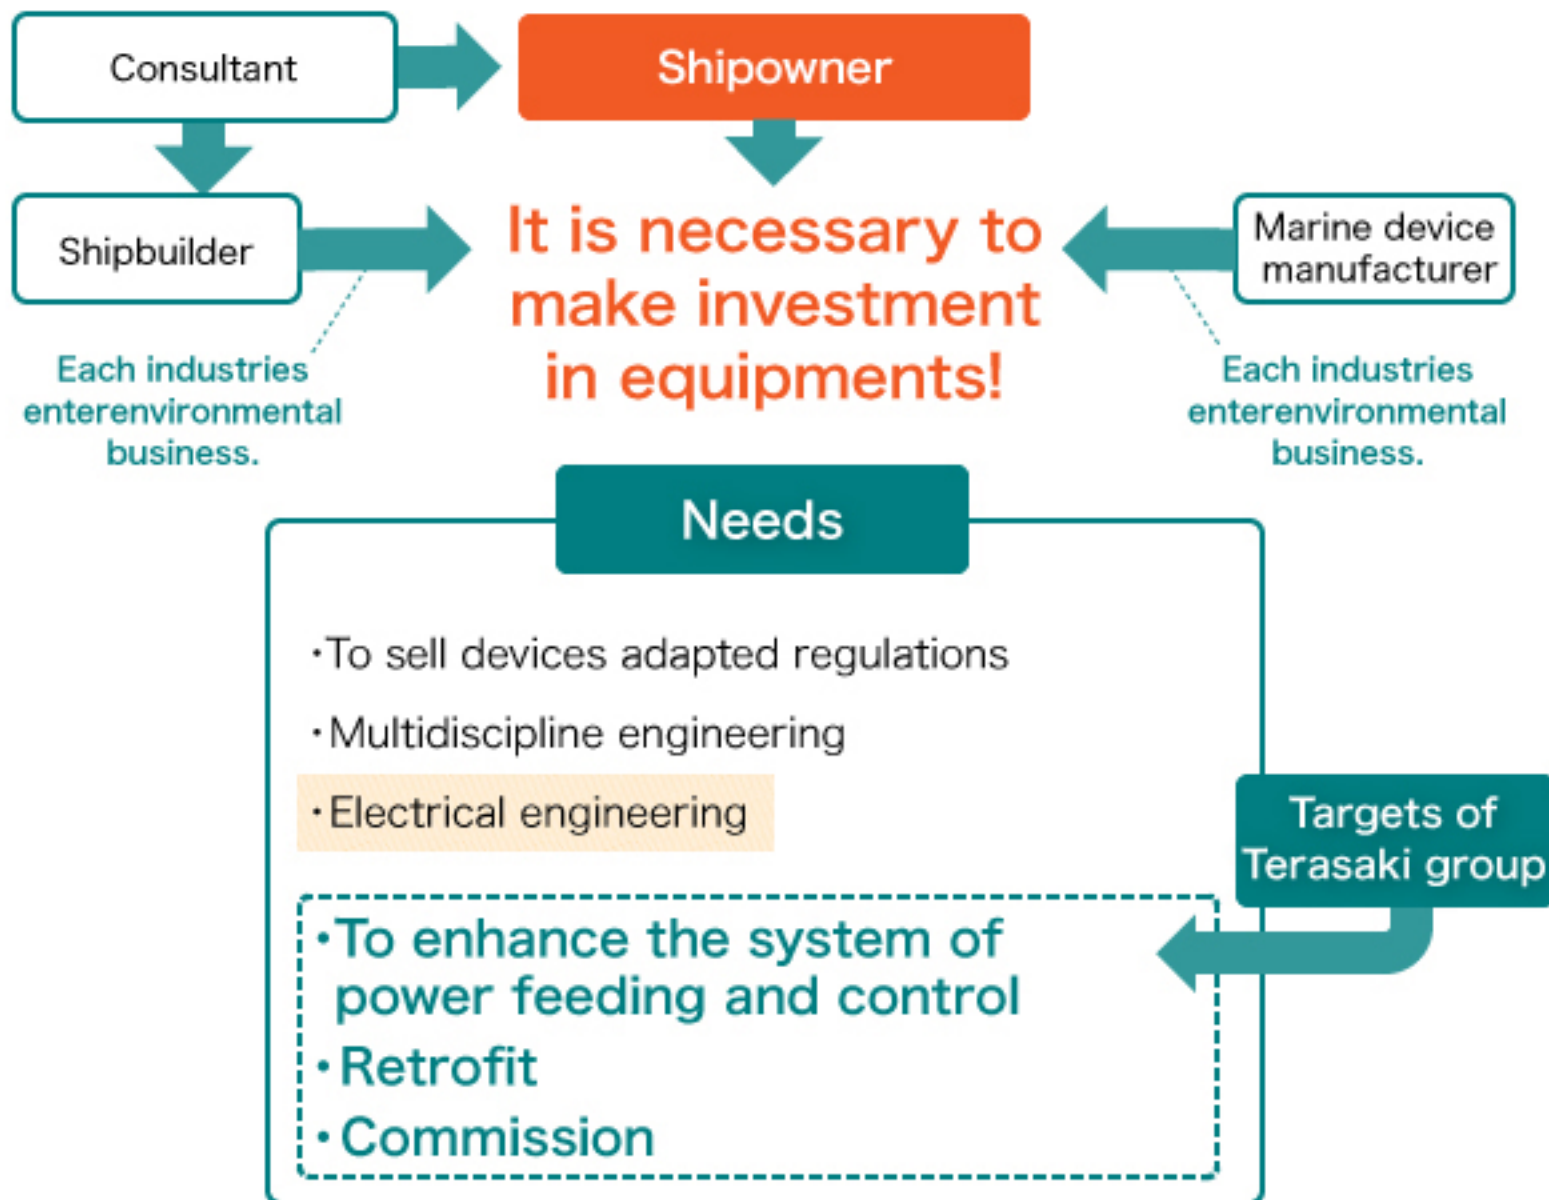 Consultant
Shipowner
Shipbuilder
It is necessary to
make investment
in equipments!
Marine device
manufacturer
Each industries
enterenvironmental
business.
Each industries
enterenvironmental
business.
Needs
・To sell devices adapted regulations
・Multidiscipline engineering
・Electrical engineering
Targets of
Terasaki group
・To enhance the system of
power feeding and control
・Retrofit
・Commission